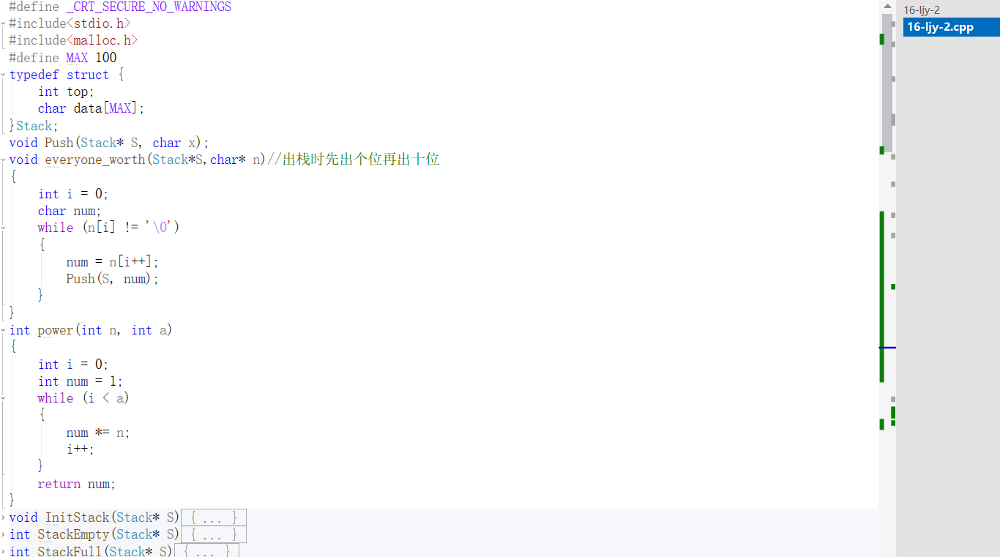 #define _CRT_SECURE_NO_WARNINGS
#include<stdio.h>
#include<malloc.h>
#define MAX 100
typedef struct {
    int top;
    char data[MAX];
}Stack;
void Push(Stack* S, char x);
void everyone_worth(Stack*S,char* n)//出栈时先出个位再出十位
{
    int i = 0;
    char num;
    while (n[i] != '\0')
    {
        num = n[i++];
        Push(S, num);
    }
}
int power(int n, int a)
{
    int i = 0;
    int num = 1;
    while (i < a)
    {
        num *= n;
        i++;
    }
    return num;
}
void InitStack(Stack* S){ ... }
int StackEmpty(Stack* S){ ... }
int StackFull(Stack* S){ ... }
16-ljy-2
16-ljy-2.cpp